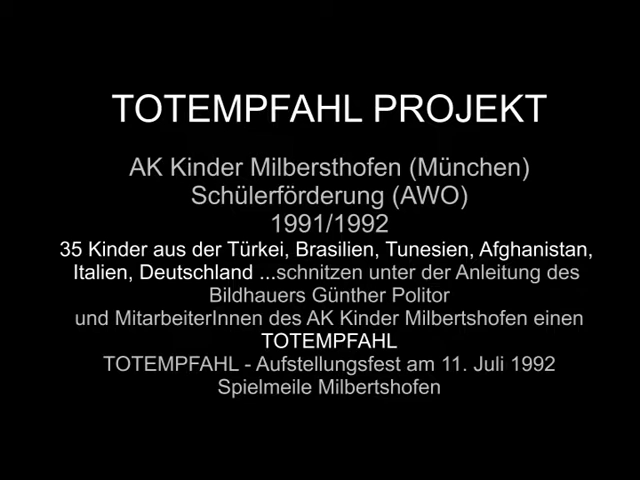 TOTEMPFAHL PROJEKT
AK Kinder Milbersthofen (München)
Schülerförderung (AWO)
1991/1992
35 Kinder aus der Türkei, Brasilien, Tunesien, Afghanistan,
Italien, Deutschland ...schnitzen unter der Anleitung des
Bildhauers Günther Politor
und MitarbeiterInnen des AK Kinder Milbertshofen einen
TOTEMPFAHL
TOTEMPFAHL - Aufstellungsfest am 11. Juli 1992
Spielmeile Milbertshofen